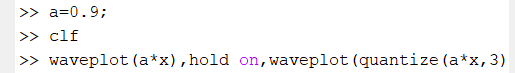 >> a=0.9;
>> clf
>> waveplot(a*x),hold on,waveplot(quantize(a*x,3)